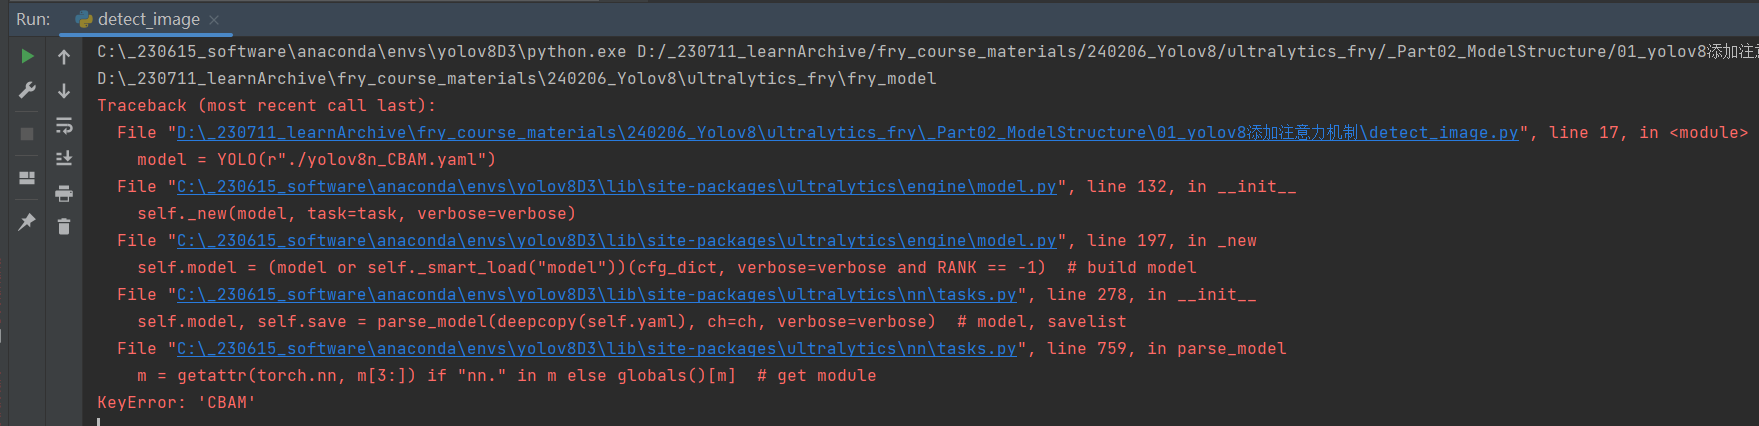 Run: detect_image
C:\_230615_software\anaconda\envs\yolov8D3\python.exe D:/_230711_learnArchive/fry_course_materials/240206_Yolov8/ultralytics_fry/_Part02_ModelStructure/01_yolov8添加注意
D:\_230711_learnArchive\fry_course_materials\240206_Yolov8\ultralytics_fry\fry_model
Traceback (most recent call last):
  File "D:\_230711_learnArchive\fry_course_materials\240206_Yolov8\ultralytics_fry\_Part02_ModelStructure\01_yolov8添加注意力机制\detect_image.py", line 17, in <module>
    model = YOLO(r"./yolov8n_CBAM.yaml")
  File "C:\_230615_software\anaconda\envs\yolov8D3\lib\site-packages\ultralytics\engine\model.py", line 132, in __init__
    self._new(model, task=task, verbose=verbose)
  File "C:\_230615_software\anaconda\envs\yolov8D3\lib\site-packages\ultralytics\engine\model.py", line 197, in _new
    self.model = (model or self._smart_load("model"))(cfg_dict, verbose=verbose and RANK == -1)  # build model
  File "C:\_230615_software\anaconda\envs\yolov8D3\lib\site-packages\ultralytics\nn\tasks.py", line 278, in __init__
    self.model, self.save = parse_model(deepcopy(self.yaml), ch=ch, verbose=verbose)  # model, savelist
  File "C:\_230615_software\anaconda\envs\yolov8D3\lib\site-packages\ultralytics\nn\tasks.py", line 759, in parse_model
    m = getattr(torch.nn, m[3:]) if "nn." in m else globals()[m]  # get module
KeyError: 'CBAM'